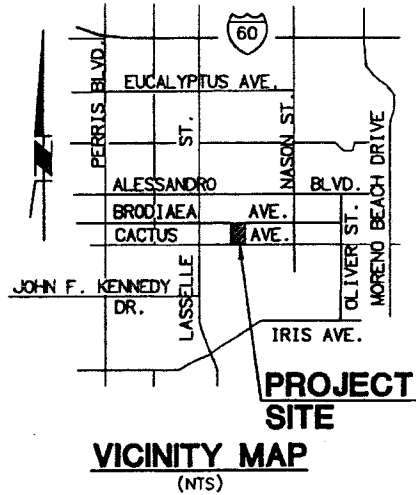 60
PERRIS BLVD.
EUCALYPTUS AVE.
ST.
NASON ST.
MORENO BEACH DRIVE
ALESSANDRO BLVD.
BRODIAEA AVE.
CACTUS AVE.
OLIVER ST.
JOHN F. KENNEDY
DR.
LASSELLE
IRIS AVE.
PROJECT
SITE
VICINITY MAP
(NTS)